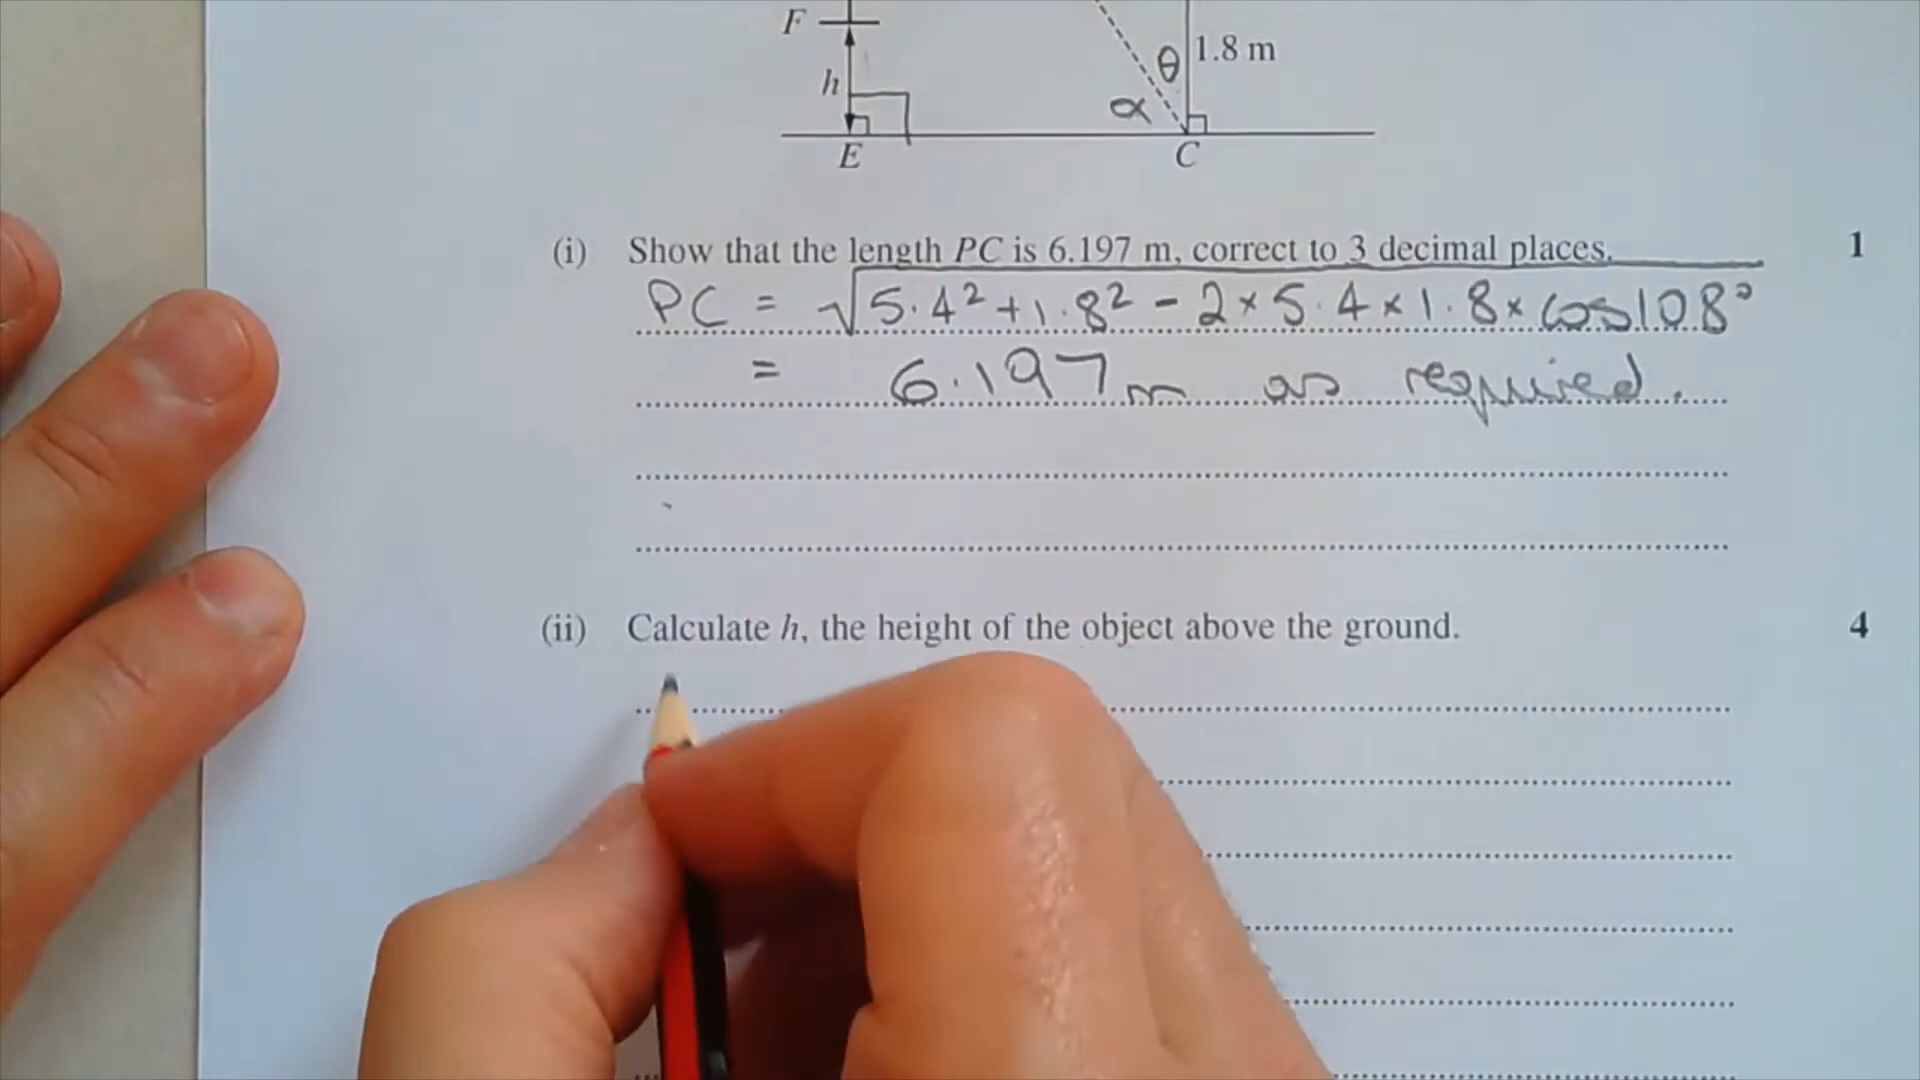 F
1.8 m
θ
h
α
E
C
(i) Show that the length PC is 6.197 m, correct to 3 decimal places. 1
PC = √5.4² + 1.8² - 2 × 5.4 × 1.8 × cos108°
= 6.197m as required.
(ii) Calculate h, the height of the object above the ground. 4